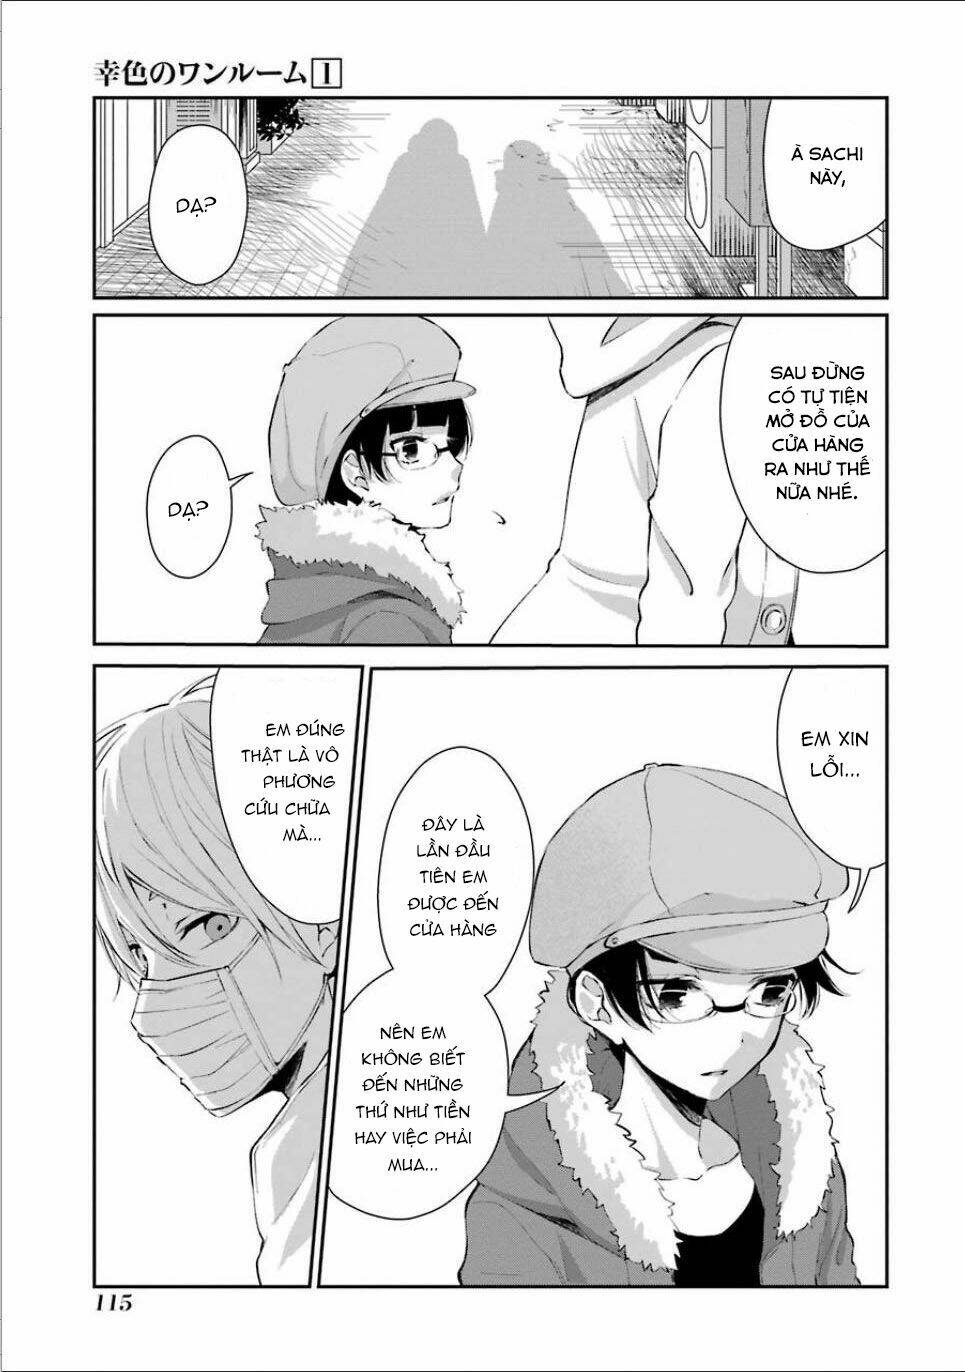 幸色のワンルーム 1
À SACHI
NÀY,
DẠ?
SAU ĐỪNG
CÓ TỰ TIỆN
MỞ ĐỒ CỦA
CỬA HÀNG
RA NHƯ THẾ
NỮA NHÉ.
DẠ?
EM XIN
LỖI...
ĐÂY LÀ
LẦN ĐẦU
TIÊN EM
ĐƯỢC ĐẾN
CỬA HÀNG
NÊN EM
KHÔNG BIẾT
ĐẾN NHỮNG
THỨ NHƯ TIỀN
HAY VIỆC PHẢI
MUA...
EM ĐÚNG
THẬT LÀ VÔ
PHƯƠNG
CỨU CHỮA
MÀ...
115